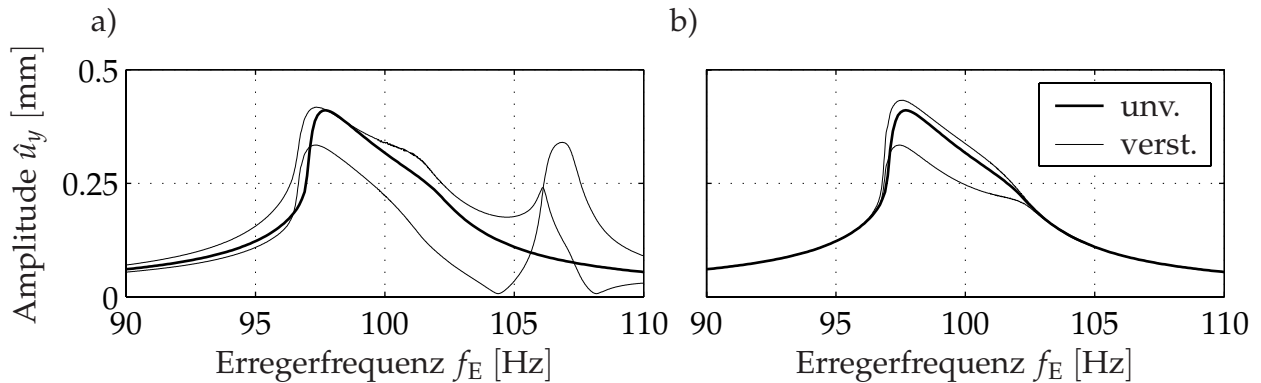 a)
b)
Amplitude û_y [mm]
0.5
0.25
0
90 95 100 105 110
90 95 100 105 110
Erregerfrequenz f_E [Hz]
Erregerfrequenz f_E [Hz]
unv.
verst.